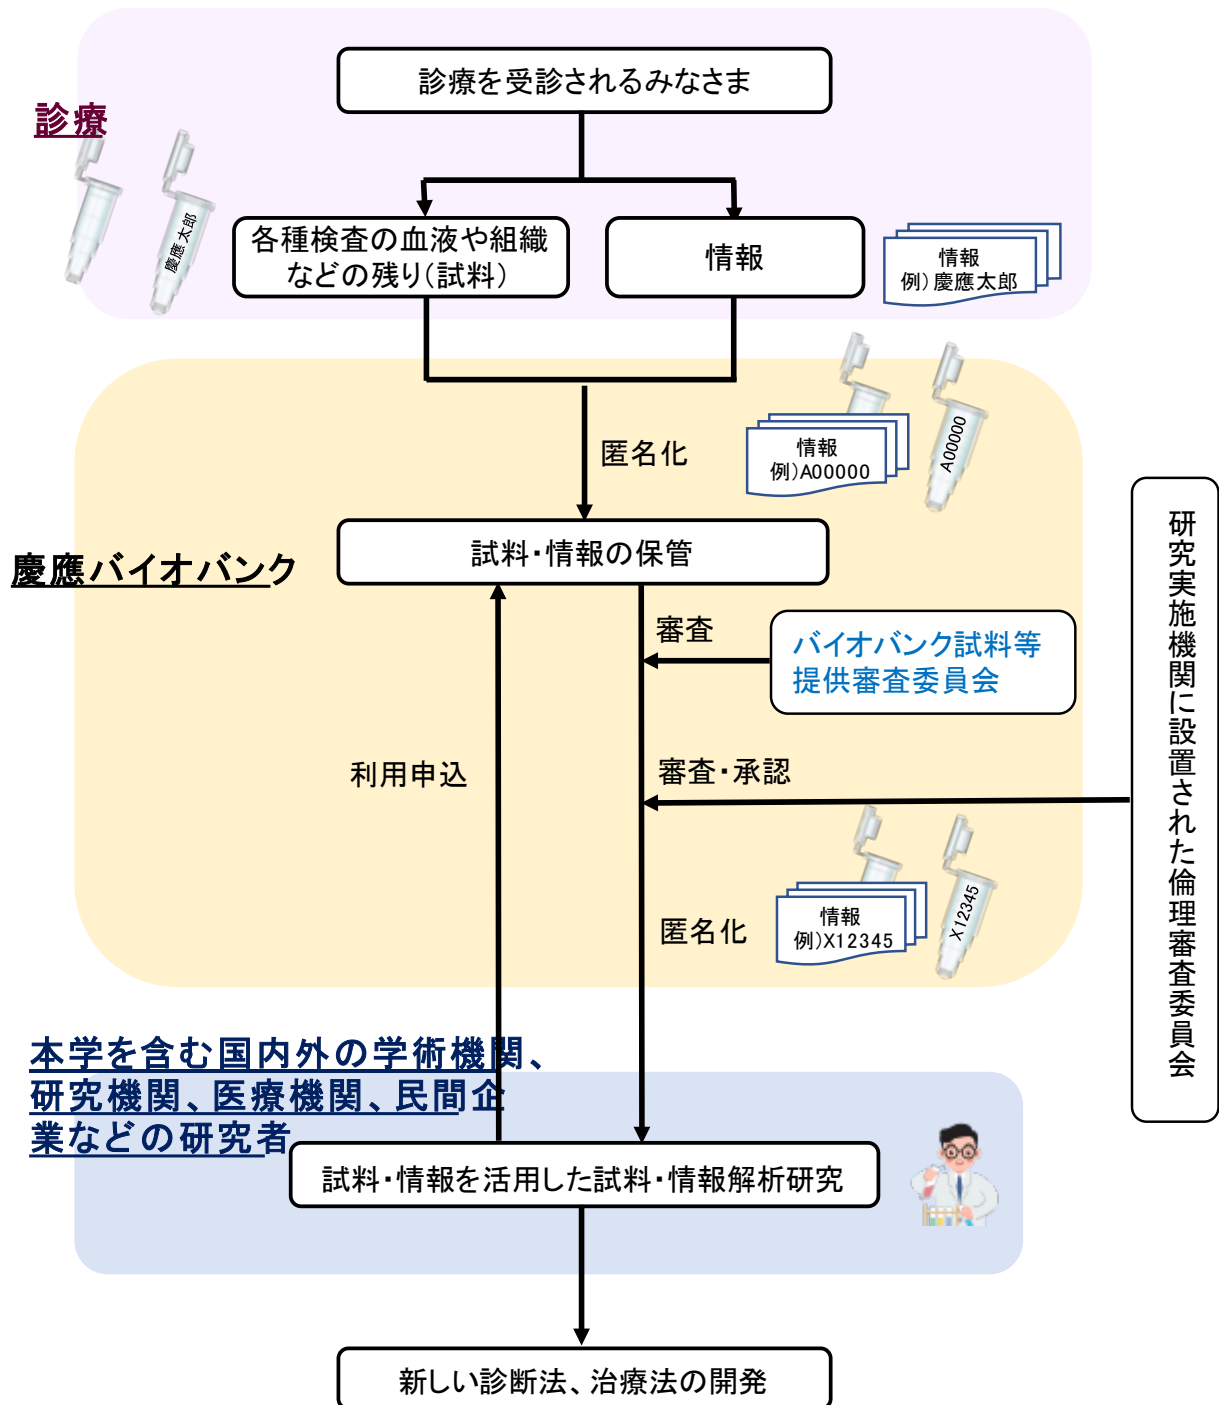 診療を受診されるみなさま
診療
慶應太郎
各種検査の血液や組織
などの残り(試料)
情報
情報
例)慶應太郎
匿名化
情報
例)A00000
A00000
試料・情報の保管
慶應バイオバンク
審査
バイオバンク試料等
提供審査委員会
利用申込
審査・承認
研究実施機関に設置された倫理審査委員会
匿名化
情報
例)X12345
X12345
本学を含む国内外の学術機関、
研究機関、医療機関、民間企
業などの研究者
試料・情報を活用した試料・情報解析研究
新しい診断法、治療法の開発